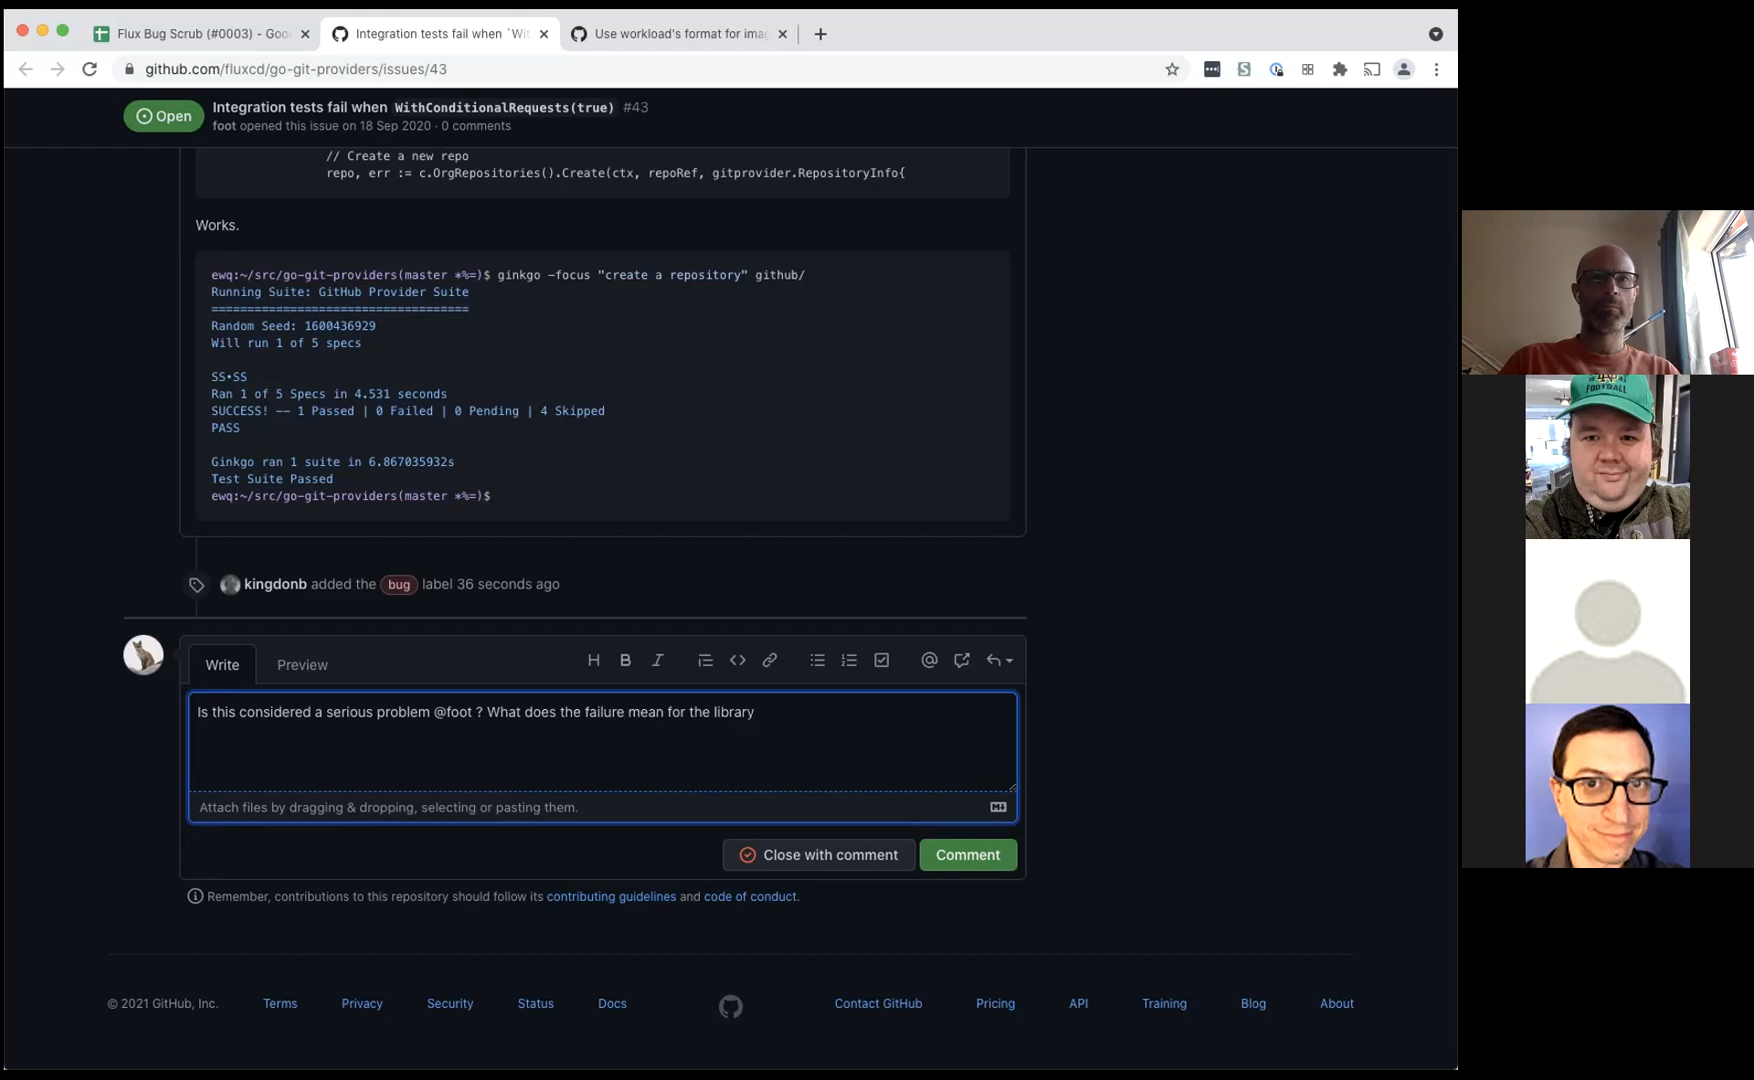 Flux Bug Scrub (#0003) - Goo
Integration tests fail when `Wit
Use workload's format for ima
github.com/fluxcd/go-git-providers/issues/43
Open
Integration tests fail when WithConditionalRequests(true) #43
foot opened this issue on 18 Sep 2020 · 0 comments
// Create a new repo
repo, err := c.OrgRepositories().Create(ctx, repoRef, gitprovider.RepositoryInfo{
Works.
ewq:~/src/go-git-providers(master *%=)$ ginkgo -focus "create a repository" github/
Running Suite: GitHub Provider Suite
====================================
Random Seed: 1600436929
Will run 1 of 5 specs
SS•SS
Ran 1 of 5 Specs in 4.531 seconds
SUCCESS! -- 1 Passed | 0 Failed | 0 Pending | 4 Skipped
PASS
Ginkgo ran 1 suite in 6.867035932s
Test Suite Passed
ewq:~/src/go-git-providers(master *%=)$
kingdonb added the bug label 36 seconds ago
Write
Preview
Is this considered a serious problem @foot ? What does the failure mean for the library
Attach files by dragging & dropping, selecting or pasting them.
Close with comment
Comment
Remember, contributions to this repository should follow its contributing guidelines and code of conduct.
© 2021 GitHub, Inc.
Terms
Privacy
Security
Status
Docs
Contact GitHub
Pricing
API
Training
Blog
About
FOOTBALL